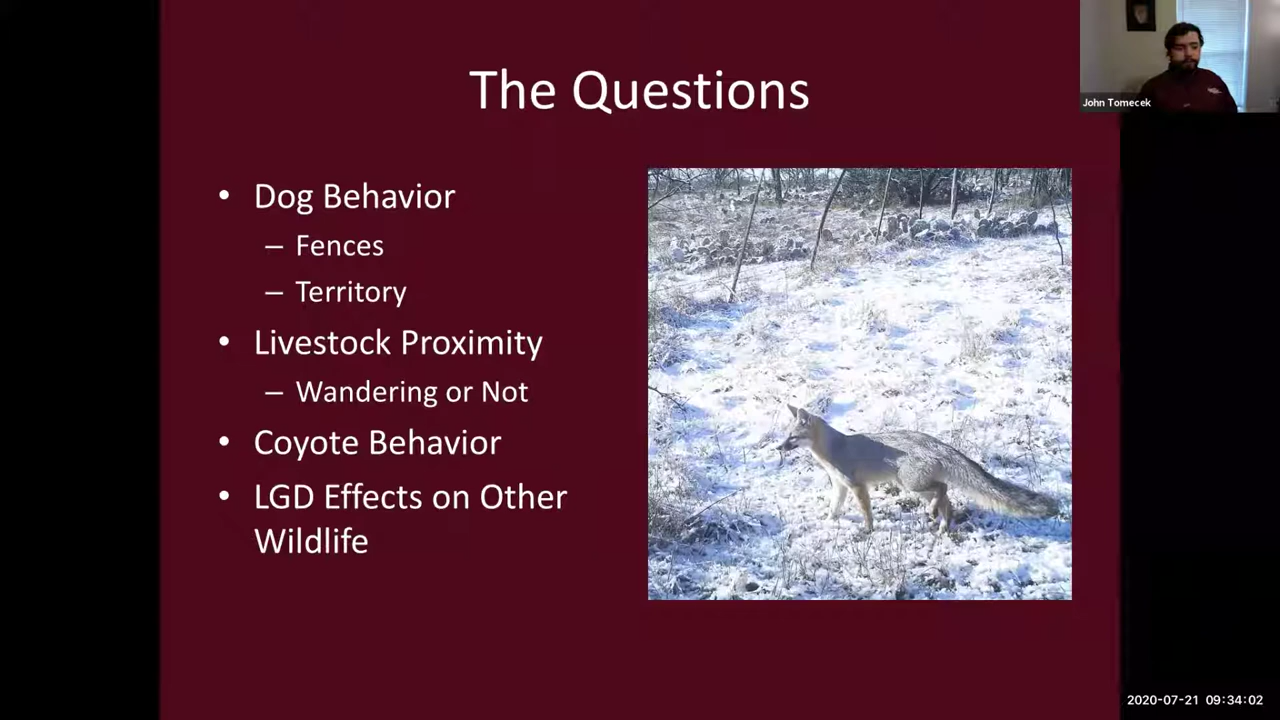 The Questions
John Tomecek
• Dog Behavior
– Fences
– Territory
• Livestock Proximity
– Wandering or Not
• Coyote Behavior
• LGD Effects on Other
Wildlife
2020-07-21 09:34:02